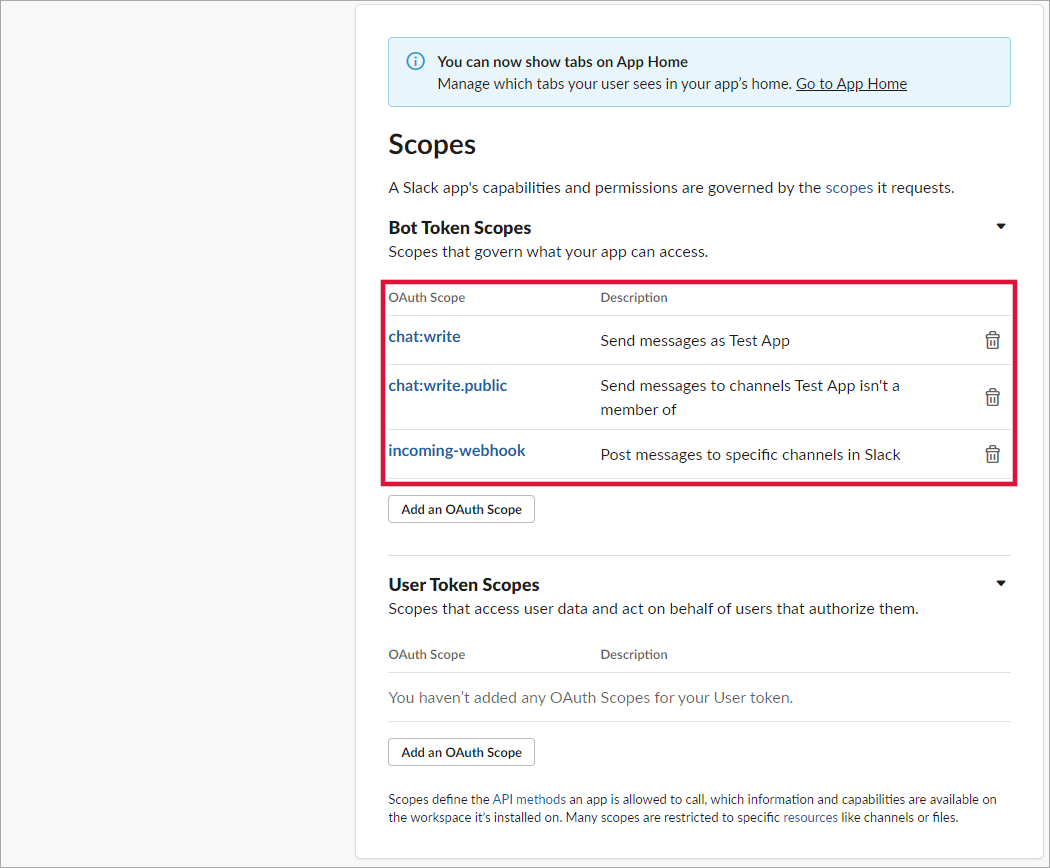 You can now show tabs on App Home
Manage which tabs your user sees in your app’s home. Go to App Home
Scopes
A Slack app's capabilities and permissions are governed by the scopes it requests.
Bot Token Scopes
Scopes that govern what your app can access.
OAuth Scope Description
chat:write Send messages as Test App
chat:write.public Send messages to channels Test App isn't a
member of
incoming-webhook Post messages to specific channels in Slack
Add an OAuth Scope
User Token Scopes
Scopes that access user data and act on behalf of users that authorize them.
OAuth Scope Description
You haven’t added any OAuth Scopes for your User token.
Add an OAuth Scope
Scopes define the API methods an app is allowed to call, which information and capabilities are available on
the workspace it's installed on. Many scopes are restricted to specific resources like channels or files.